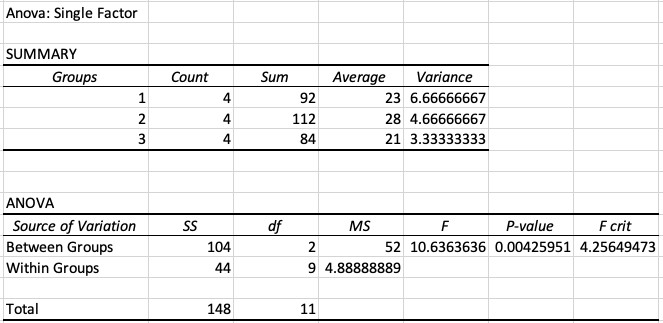 Anova: Single Factor
SUMMARY
Groups Count Sum Average Variance
1 4 92 23 6.66666667
2 4 112 28 4.66666667
3 4 84 21 3.33333333
ANOVA
Source of Variation SS df MS F P-value F crit
Between Groups 104 2 52 10.6363636 0.00425951 4.25649473
Within Groups 44 9 4.88888889
Total 148 11